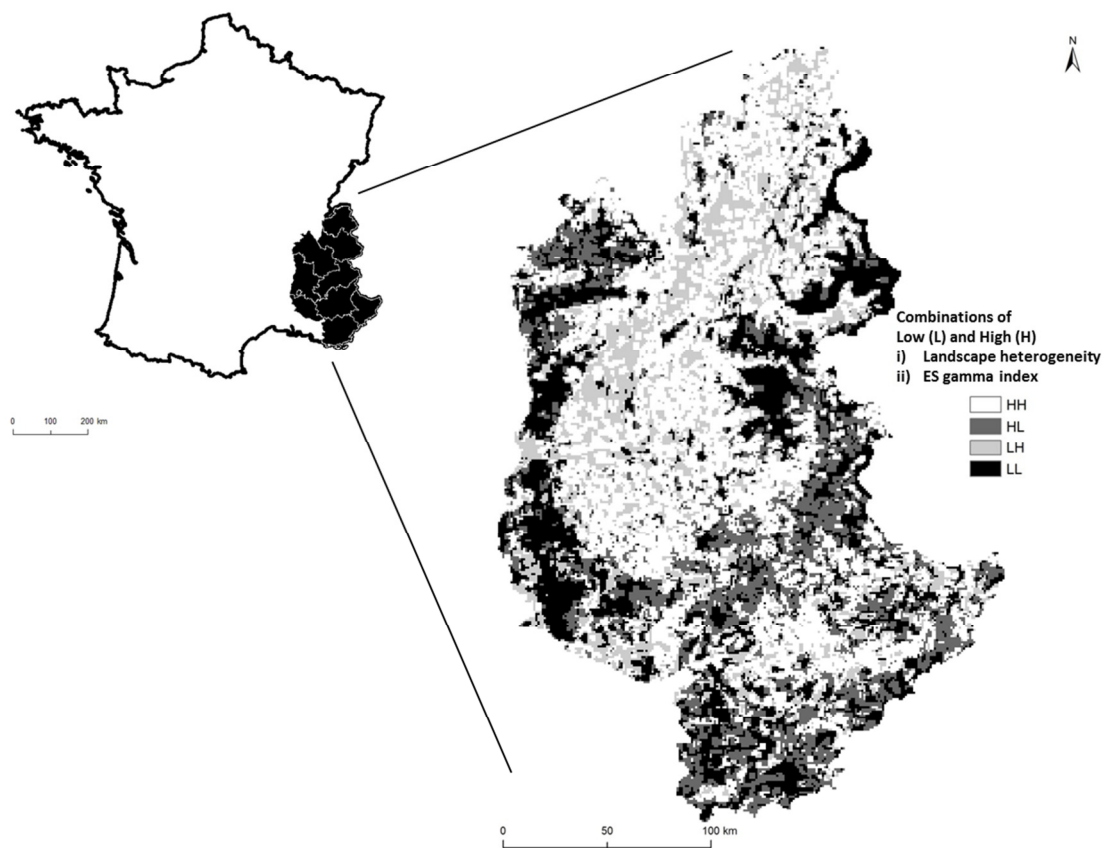 N
Combinations of
Low (L) and High (H)
i) Landscape heterogeneity
ii) ES gamma index
HH
HL
LH
LL
0 100 200 km
0 50 100 km